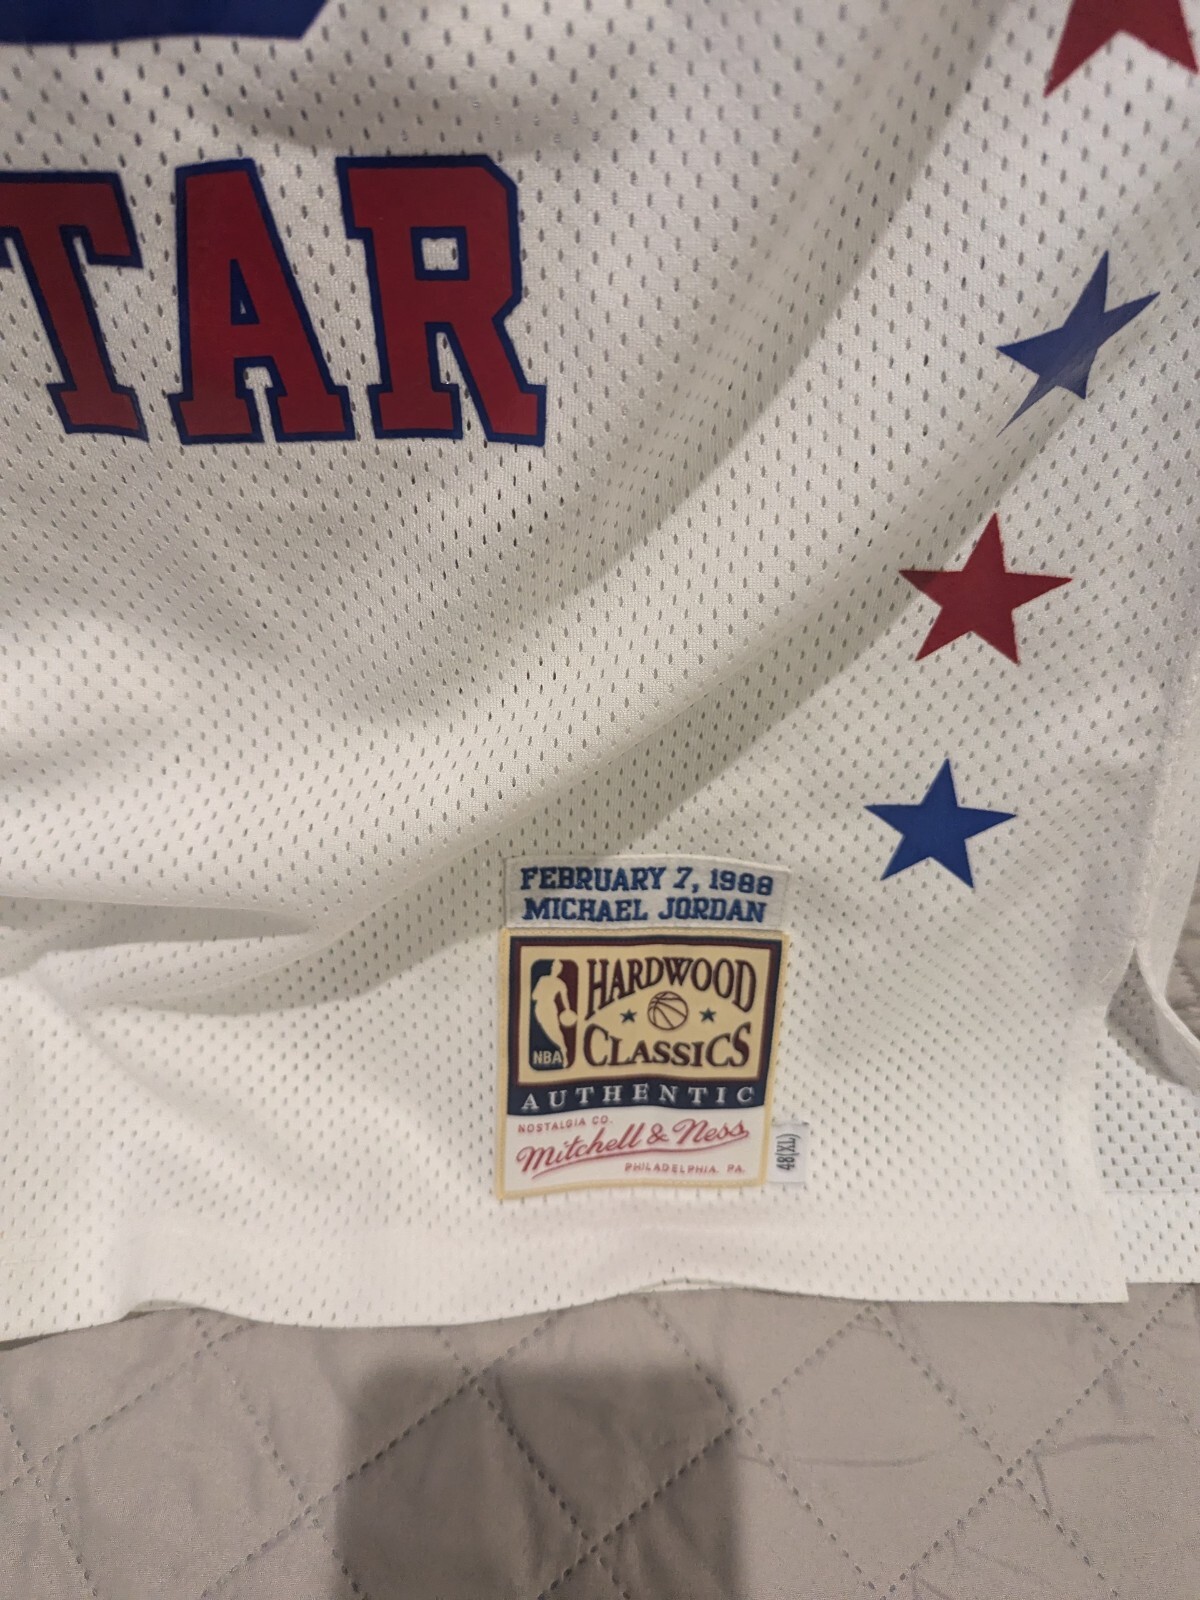 TAR
FEBRUARY 7, 1988
MICHAEL JORDAN
HARDWOOD
CLASSICS
NBA
AUTHENTIC
NOSTALGIA CO.
Mitchell & Ness
PHILADELPHIA, PA.
48(XL)